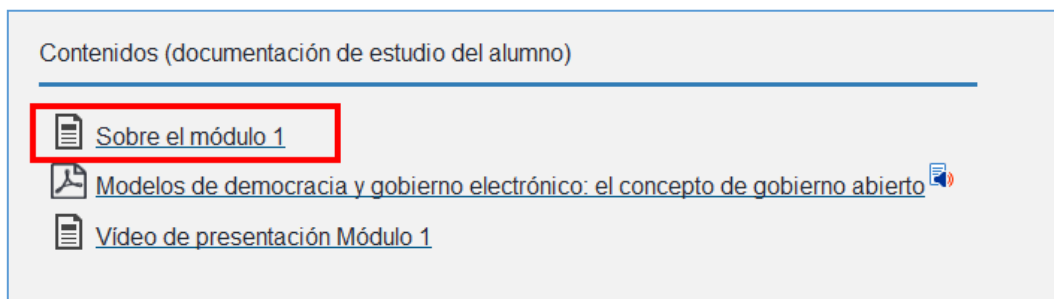 Contenidos (documentación de estudio del alumno)
Sobre el módulo 1
Modelos de democracia y gobierno electrónico: el concepto de gobierno abierto
Vídeo de presentación Módulo 1